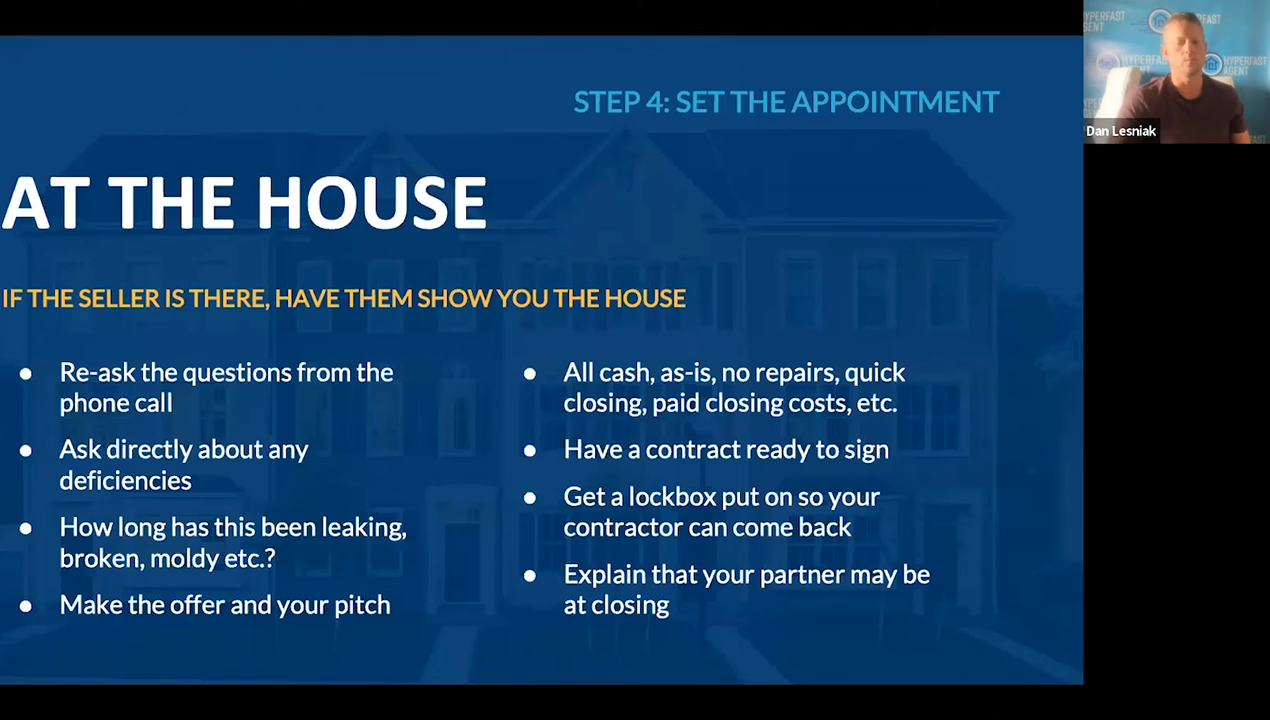 STEP 4: SET THE APPOINTMENT
AT THE HOUSE
IF THE SELLER IS THERE, HAVE THEM SHOW YOU THE HOUSE
● Re-ask the questions from the
phone call
● Ask directly about any
deficiencies
● How long has this been leaking,
broken, moldy etc.?
● Make the offer and your pitch
● All cash, as-is, no repairs, quick
closing, paid closing costs, etc.
● Have a contract ready to sign
● Get a lockbox put on so your
contractor can come back
● Explain that your partner may be
at closing
HYPERFAST
AGENT
HYPERFAST
AGENT
Dan Lesniak